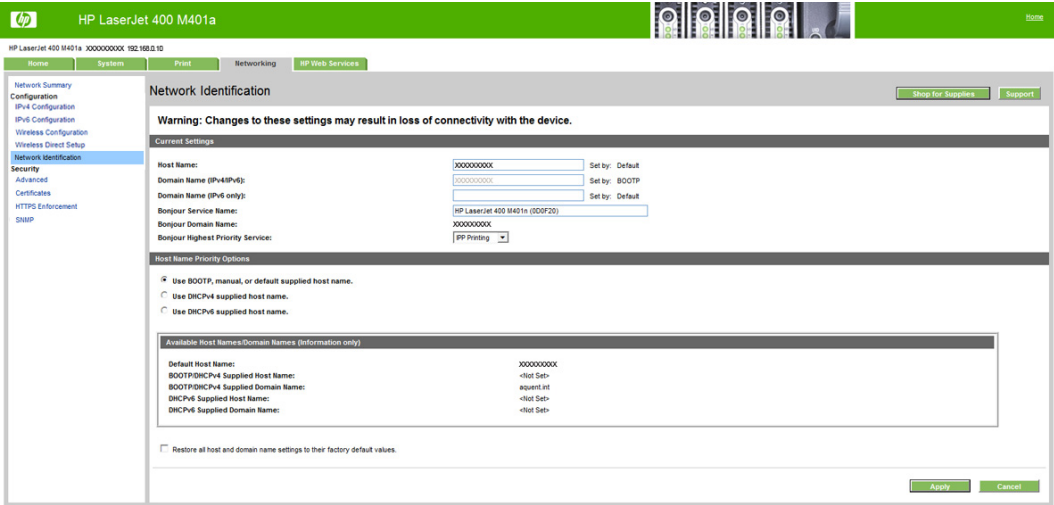 hp
HP LaserJet 400 M401a
Home
HP LaserJet 400 M401a XXXXXXXXXX 192.168.0.10
Home
System
Print
Networking
HP Web Services
Network Summary
Configuration
IPv4 Configuration
IPv6 Configuration
Wireless Configuration
Wireless Direct Setup
Network Identification
Security
Advanced
Certificates
HTTPS Enforcement
SNMP
Network Identification
Shop for Supplies
Support
Warning: Changes to these settings may result in loss of connectivity with the device.
Current Settings
Host Name: XXXXXXXXX Set by: Default
Domain Name (IPv4/IPv6): XXXXXXXXX Set by: BOOTP
Domain Name (IPv6 only): Set by: Default
Bonjour Service Name: HP LaserJet 400 M401n (0D0F20)
Bonjour Domain Name: XXXXXXXXX
Bonjour Highest Priority Service: IPP Printing
Host Name Priority Options
Use BOOTP, manual, or default supplied host name.
Use DHCPv4 supplied host name.
Use DHCPv6 supplied host name.
Available Host Names/Domain Names (Information only)
Default Host Name: XXXXXXXXX
BOOTP/DHCPv4 Supplied Host Name: <Not Set>
BOOTP/DHCPv4 Supplied Domain Name: aquent.int
DHCPv6 Supplied Host Name: <Not Set>
DHCPv6 Supplied Domain Name: <Not Set>
Restore all host and domain name settings to their factory default values.
Apply
Cancel